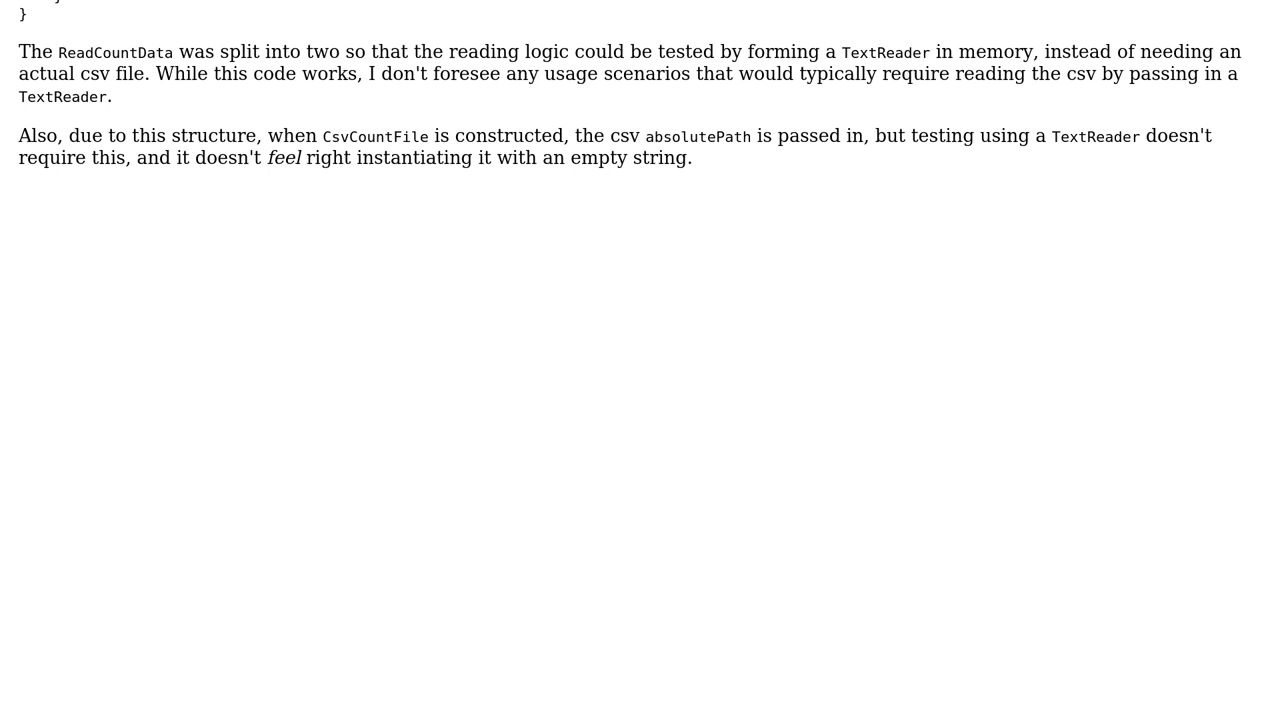 }
The ReadCountData was split into two so that the reading logic could be tested by forming a TextReader in memory, instead of needing an
actual csv file. While this code works, I don't foresee any usage scenarios that would typically require reading the csv by passing in a
TextReader.
Also, due to this structure, when CsvCountFile is constructed, the csv absolutePath is passed in, but testing using a TextReader doesn't
require this, and it doesn't feel right instantiating it with an empty string.